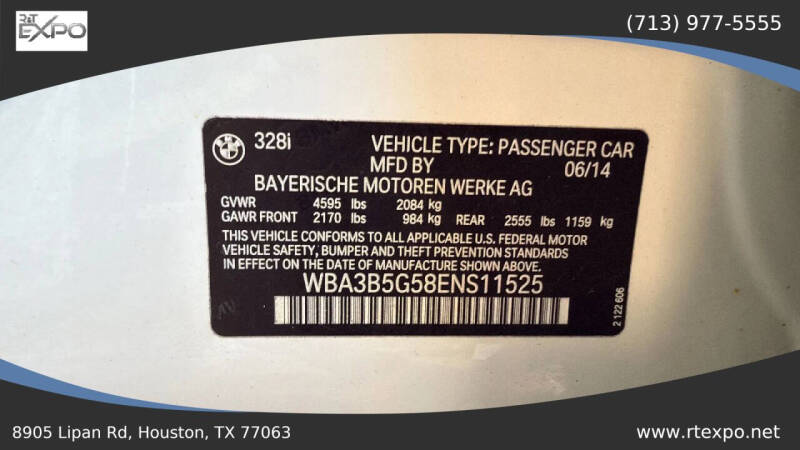 R&T
EXPO
(713) 977-5555
328i VEHICLE TYPE: PASSENGER CAR
MFD BY 06/14
BAYERISCHE MOTOREN WERKE AG
GVWR 4595 lbs 2084 kg
GAWR FRONT 2170 lbs 984 kg REAR 2555 lbs 1159 kg
THIS VEHICLE CONFORMS TO ALL APPLICABLE U.S. FEDERAL MOTOR
VEHICLE SAFETY, BUMPER AND THEFT PREVENTION STANDARDS
IN EFFECT ON THE DATE OF MANUFACTURE SHOWN ABOVE.
WBA3B5G58ENS11525
2 122 606
8905 Lipan Rd, Houston, TX 77063
www.rtexpo.net